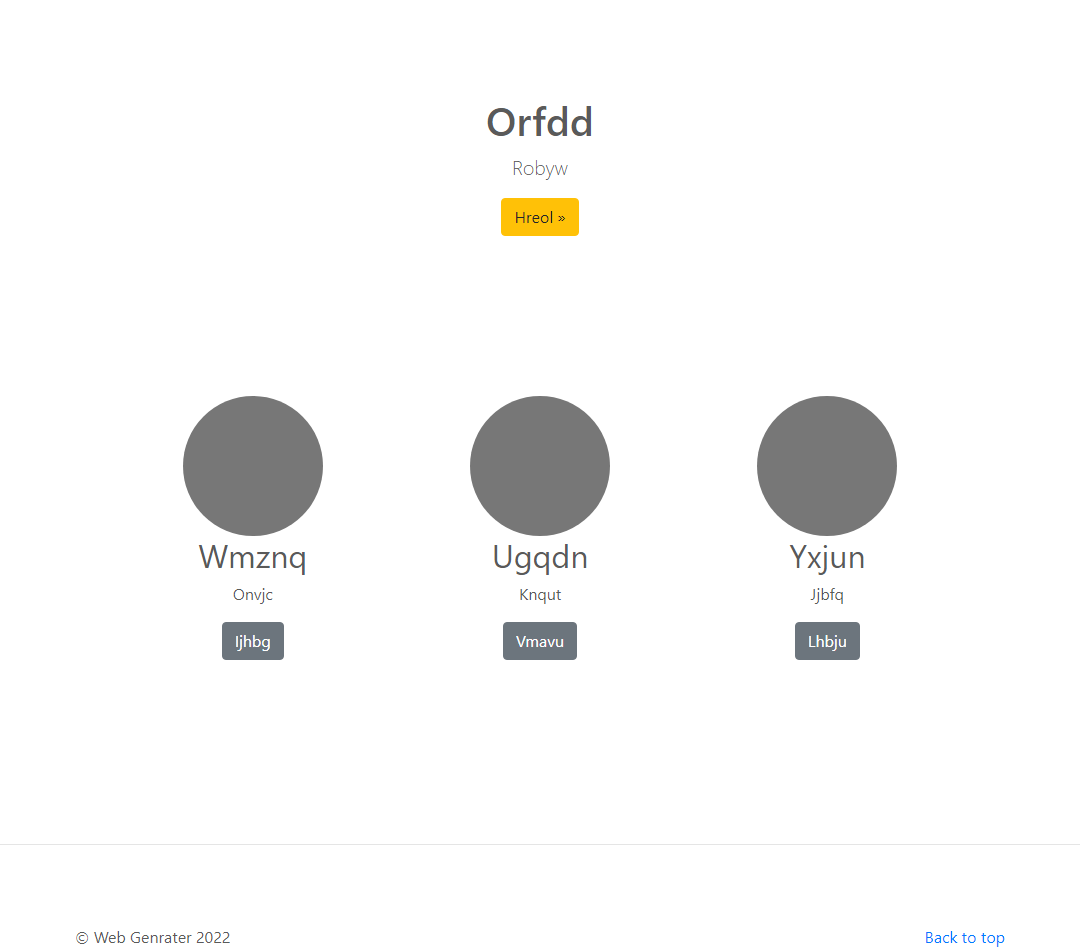 Orfdd
Robyw
Hreol »
Wmznq
Onvjc
Ijhbg
Ugqdn
Knqut
Vmavu
Yxjun
Jjbfq
Lhbju
© Web Genrater 2022
Back to top